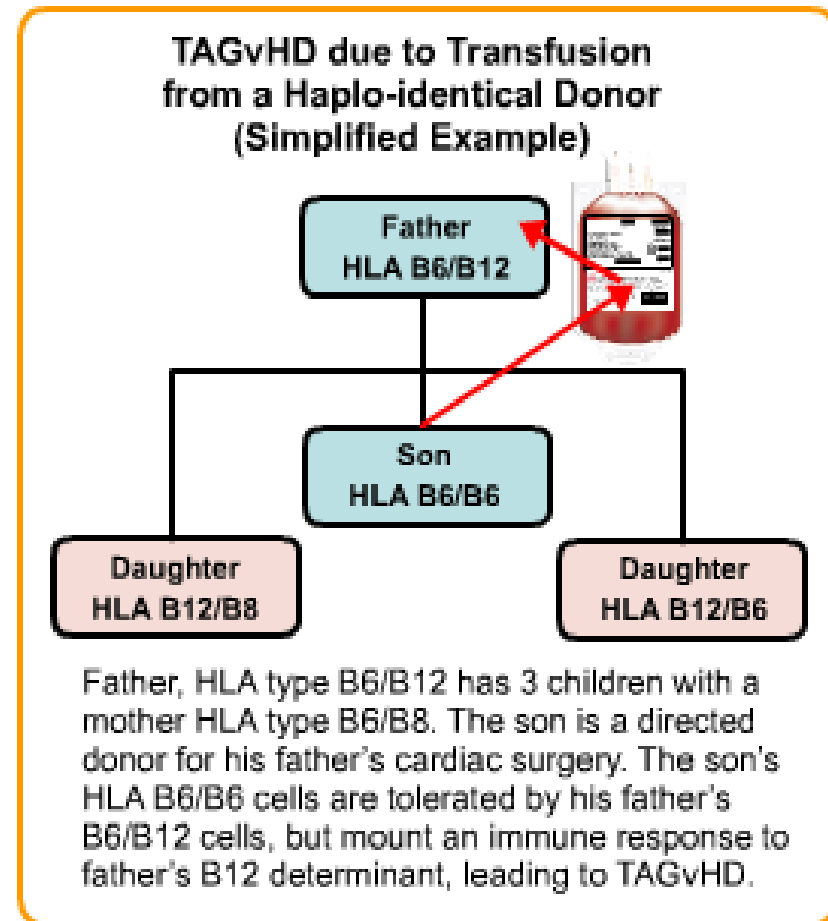 TAGvHD due to Transfusion
from a Haplo-identical Donor
(Simplified Example)
Father
HLA B6/B12
Son
HLA B6/B6
Daughter
HLA B12/B8
Daughter
HLA B12/B6
Father, HLA type B6/B12 has 3 children with a
mother HLA type B6/B8. The son is a directed
donor for his father's cardiac surgery. The son's
HLA B6/B6 cells are tolerated by his father's
B6/B12 cells, but mount an immune response to
father's B12 determinant, leading to TAGvHD.